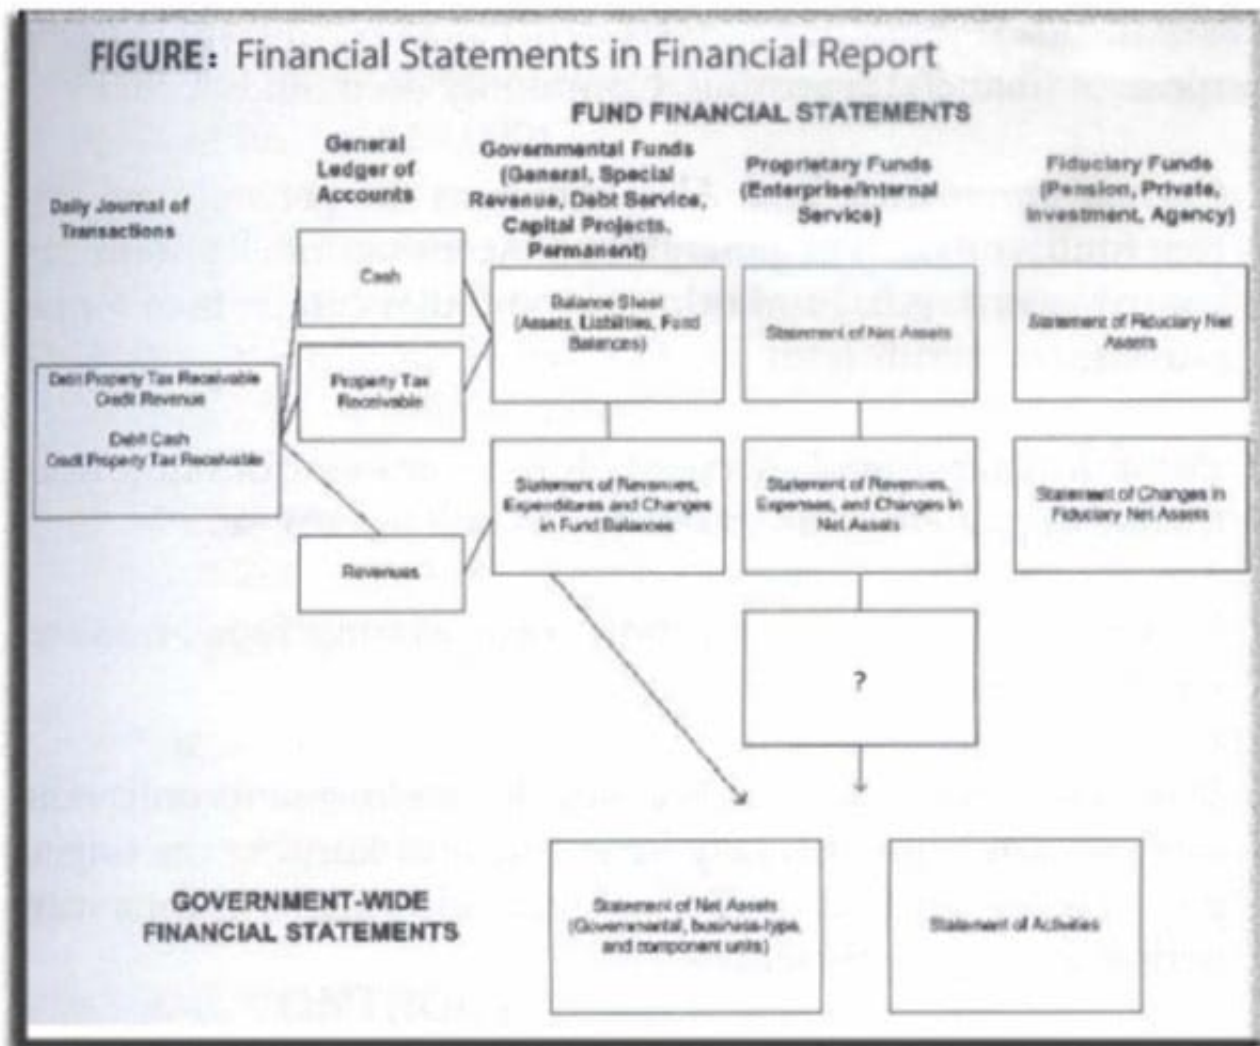 FIGURE: Financial Statements in Financial Report
FUND FINANCIAL STATEMENTS
Daily Journal of
Transactions
General
Ledger of
Accounts
Governmental Funds
(General, Special
Revenue, Debt Service,
Capital Projects,
Permanent)
Proprietary Funds
(Enterprise/Internal
Service)
Fiduciary Funds
(Pension, Private,
Investment, Agency)
Debit Property Tax Receivable
Credit Revenue
Debit Cash
Credit Property Tax Receivable
Cash
Property Tax
Receivable
Revenues
Balance Sheet
(Assets, Liabilities, Fund
Balances)
Statement of Net Assets
Statement of Fiduciary Net
Assets
Statement of Revenues,
Expenditures and Changes
in Fund Balances
Statement of Revenues,
Expenses, and Changes in
Net Assets
Statement of Changes in
Fiduciary Net Assets
?
GOVERNMENT-WIDE
FINANCIAL STATEMENTS
Statement of Net Assets
(Governmental, business-type,
and component units)
Statement of Activities